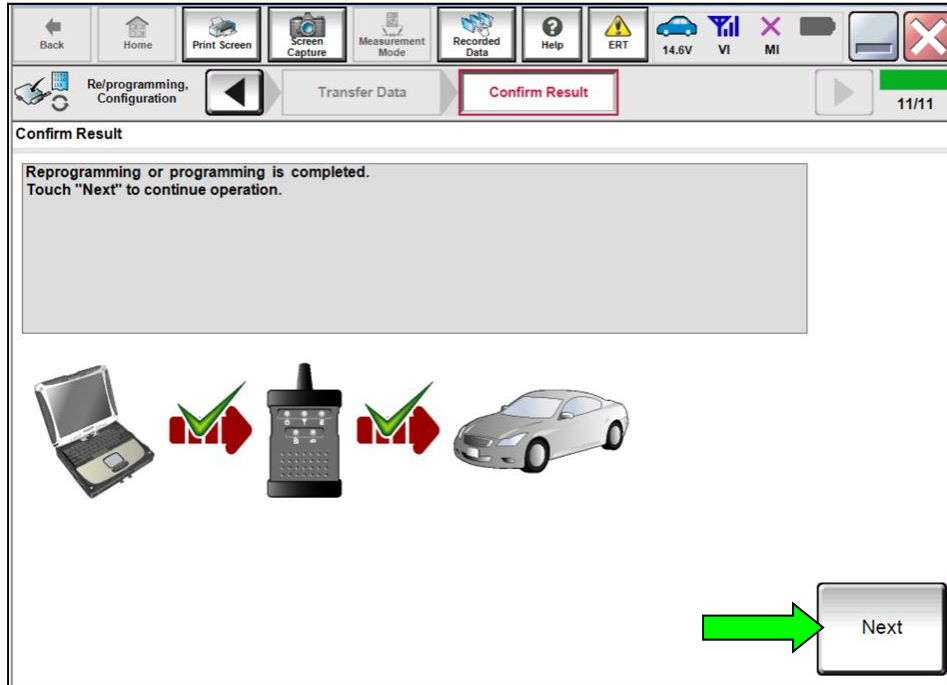 Back
Home
Print Screen
Screen
Capture
Measurement
Mode
Recorded
Data
Help
ERT
14.6V
VI
MI
Re/programming,
Configuration
Transfer Data
Confirm Result
11/11
Confirm Result
Reprogramming or programming is completed.
Touch "Next" to continue operation.
Next